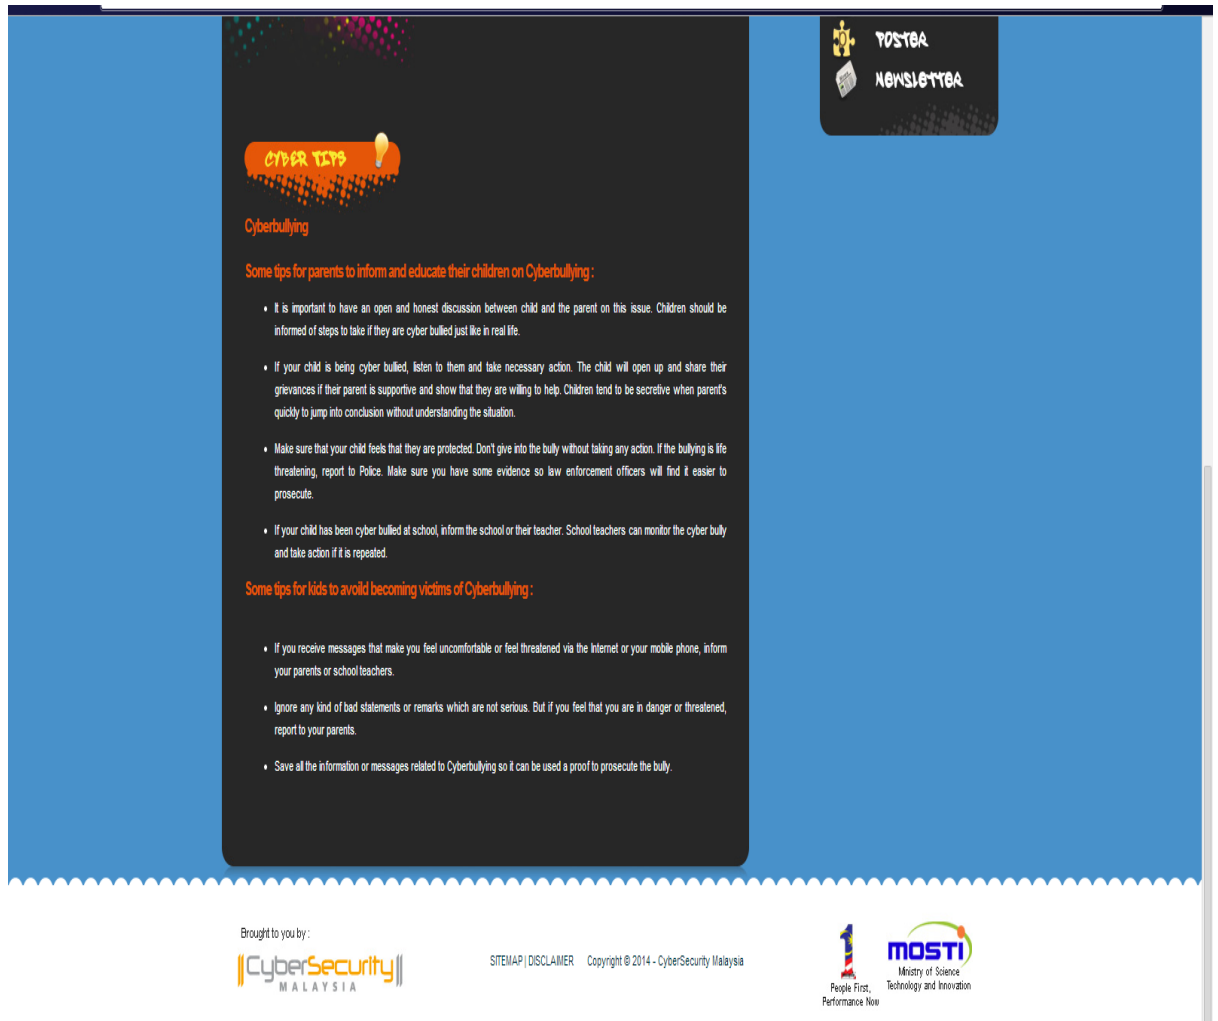 POSTER
NEWSLETTER
CYBER TIPS
Cyberbullying
Some tips for parents to inform and educate their children on Cyberbullying :
It is important to have an open and honest discussion between child and the parent on this issue. Children should be
informed of steps to take if they are cyber bullied just like in real life.
If your child is being cyber bullied, listen to them and take necessary action. The child will open up and share their
grievances if their parent is supportive and show that they are willing to help. Children tend to be secretive when parent's
quickly to jump into conclusion without understanding the situation.
Make sure that your child feels that they are protected. Don't give into the bully without taking any action. If the bullying is life
threatening, report to Police. Make sure you have some evidence so law enforcement officers will find it easier to
prosecute.
If your child has been cyber bullied at school, inform the school or their teacher. School teachers can monitor the cyber bully
and take action if it is repeated.
Some tips for kids to avoild becoming victims of Cyberbullying :
If you receive messages that make you feel uncomfortable or feel threatened via the Internet or your mobile phone, inform
your parents or school teachers.
Ignore any kind of bad statements or remarks which are not serious. But if you feel that you are in danger or threatened,
report to your parents.
Save all the information or messages related to Cyberbullying so it can be used a proof to prosecute the bully.
Brought to you by :
CyberSecurity
MALAYSIA
SITEMAP | DISCLAIMER Copyright © 2014 - CyberSecurity Malaysia
1
People First,
Performance Now
MOSTI
Ministry of Science
Technology and Innovation